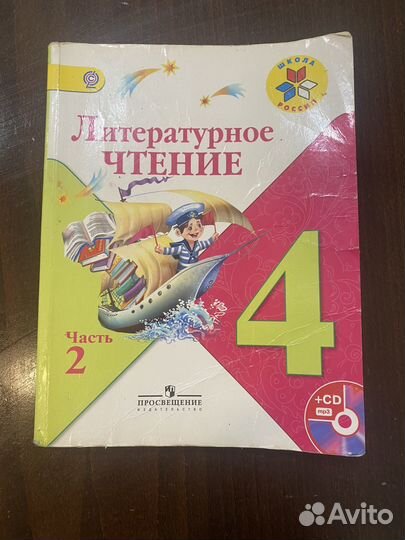 ШКОЛА
РОССИИ
Литературное
ЧТЕНИЕ
4
Часть
2
ПРОСВЕЩЕНИЕ
ИЗДАТЕЛЬСТВО
+CD
mp3
Avito